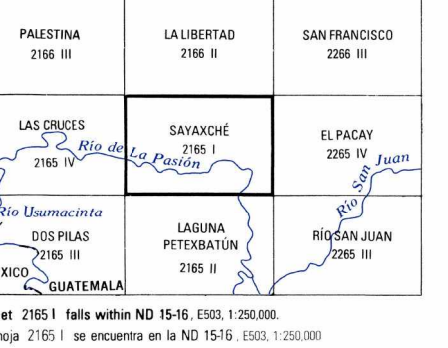 PALESTINA
2166 III
LA LIBERTAD
2166 II
SAN FRANCISCO
2266 III
LAS CRUCES
2165 IV
Río de La Pasión
SAYAXCHÉ
2165 I
EL PACAY
2265 IV
Río San Juan
Río Usumacinta
DOS PILAS
2165 III
LAGUNA
PETEXBATÚN
2165 II
RÍO SAN JUAN
2265 III
XICO
GUATEMALA
et 2165 I falls within ND 15-16, E503, 1:250,000.
hoja 2165 I se encuentra en la ND 15-16, E503, 1:250,000